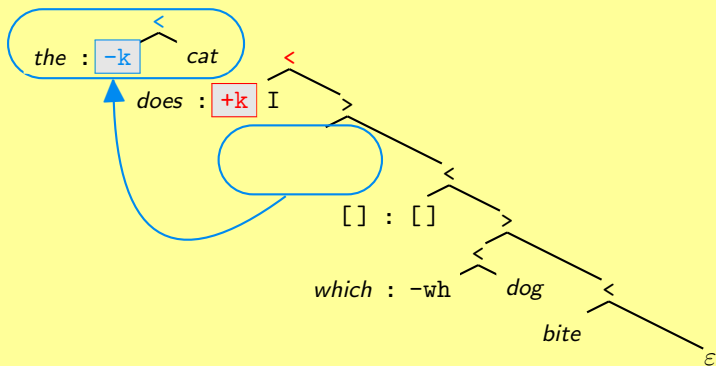 <
the : -k cat
<
does : +k I
>
<
[] : []
>
<
which : -wh dog
<
bite
ε